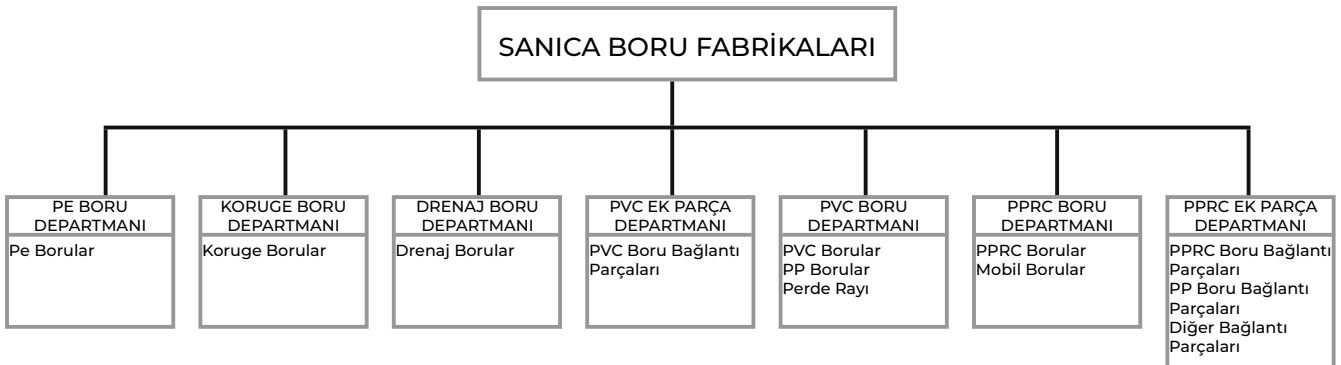 SANICA BORU FABRİKALARI
PE BORU
DEPARTMANI
Pe Borular
KORUGE BORU
DEPARTMANI
Koruge Borular
DRENAJ BORU
DEPARTMANI
Drenaj Borular
PVC EK PARÇA
DEPARTMANI
PVC Boru Bağlantı
Parçaları
PVC BORU
DEPARTMANI
PVC Borular
PP Borular
Perde Rayı
PPRC BORU
DEPARTMANI
PPRC Borular
Mobil Borular
PPRC EK PARÇA
DEPARTMANI
PPRC Boru Bağlantı
Parçaları
PP Boru Bağlantı
Parçaları
Diğer Bağlantı
Parçaları